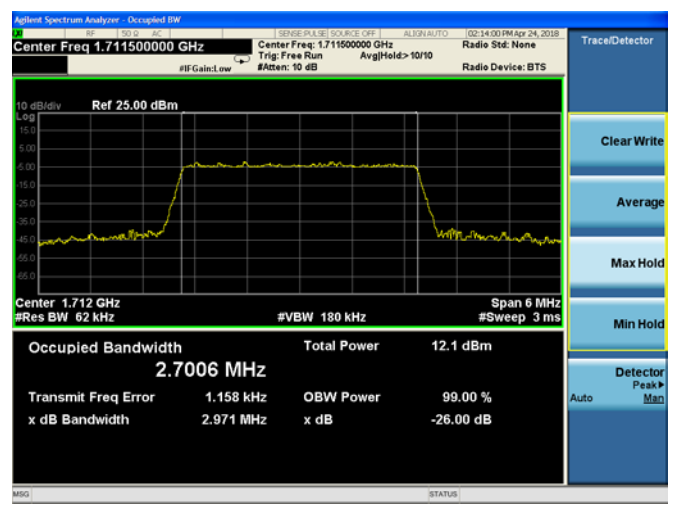 Agilent Spectrum Analyzer - Occupied BW
RF 50 Ω AC SENSE:PULSE SOURCE OFF ALIGN AUTO 02:14:00 PM Apr 24, 2018
Center Freq 1.711500000 GHz Center Freq: 1.711500000 GHz Radio Std: None
Trig: Free Run Avg|Hold:>10/10
#IFGain:Low #Atten: 10 dB Radio Device: BTS
Trace/Detector
10 dB/div Ref 25.00 dBm
Log
15.0
5.00
-5.00
-15.0
-25.0
-35.0
-45.0
-55.0
-65.0
Center 1.712 GHz Span 6 MHz
#Res BW 62 kHz #VBW 180 kHz #Sweep 3 ms
Occupied Bandwidth Total Power 12.1 dBm
2.7006 MHz
Transmit Freq Error 1.158 kHz OBW Power 99.00 %
x dB Bandwidth 2.971 MHz x dB -26.00 dB
Clear Write
Average
Max Hold
Min Hold
Detector
Peak▶
Auto Man
MSG STATUS